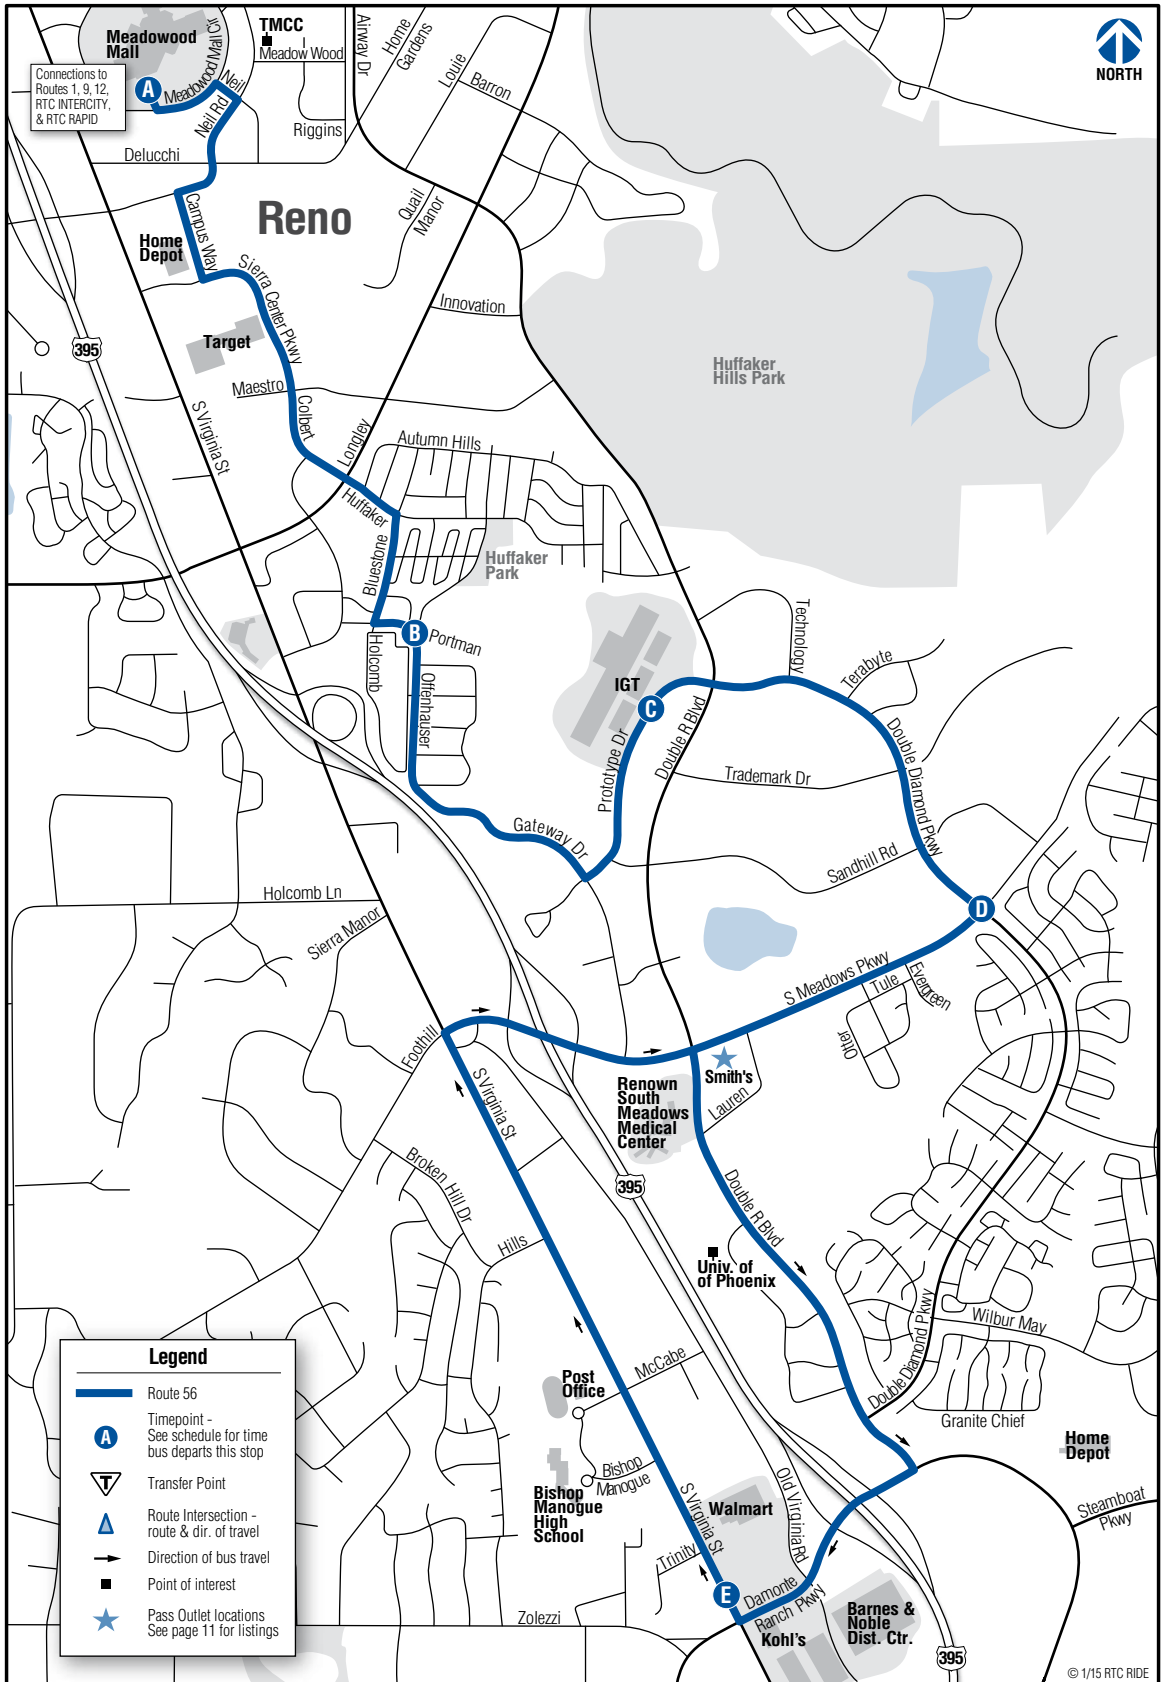 Meadowood
Mall
A
Connections to
Routes 1, 9, 12,
RTC INTERCITY,
& RTC RAPID
Meadowood Mall Cir
TMCC
Meadow Wood
Neil
Neil Rd
Riggins
Delucchi
Airway Dr
Home
Gardens
Louie
Barron
NORTH
Reno
Quail
Manor
Campus Way
Home
Depot
Sierra Center Pkwy
Innovation
Target
395
Maestro
Colbert
S Virginia St
Longley
Autumn Hills
Huffaker
Huffaker
Hills Park
Bluestone
Huffaker
Park
B
Portman
Holcomb
Offenhauser
Technology
Terabyte
IGT
C
Prototype Dr
Double R Blvd
Trademark Dr
Double Diamond Pkwy
Gateway Dr
Sandhill Rd
D
Holcomb Ln
Sierra Manor
S Meadows Pkwy
Tule
Evergreen
Otter
Foothill
S Virginia St
Smith's
Lauren
Renown
South
Meadows
Medical
Center
395
Broken Hill Dr
Hills
Double R Blvd
Univ. of
of Phoenix
Double Diamond Pkwy
Wilbur May
Granite Chief
McCabe
Post
Office
Bishop
Manogue
Bishop
Manogue
High
School
S Virginia St
Walmart
Old Virginia Rd
Home
Depot
Steamboat
Pkwy
Trinity
E
Damonte
Ranch Pkwy
Zolezzi
Kohl's
Barnes &
Noble
Dist. Ctr.
395
Legend
Route 56
A
Timepoint -
See schedule for time
bus departs this stop
T
Transfer Point
Route Intersection -
route & dir. of travel
Direction of bus travel
Point of interest
Pass Outlet locations
See page 11 for listings
© 1/15 RTC RIDE